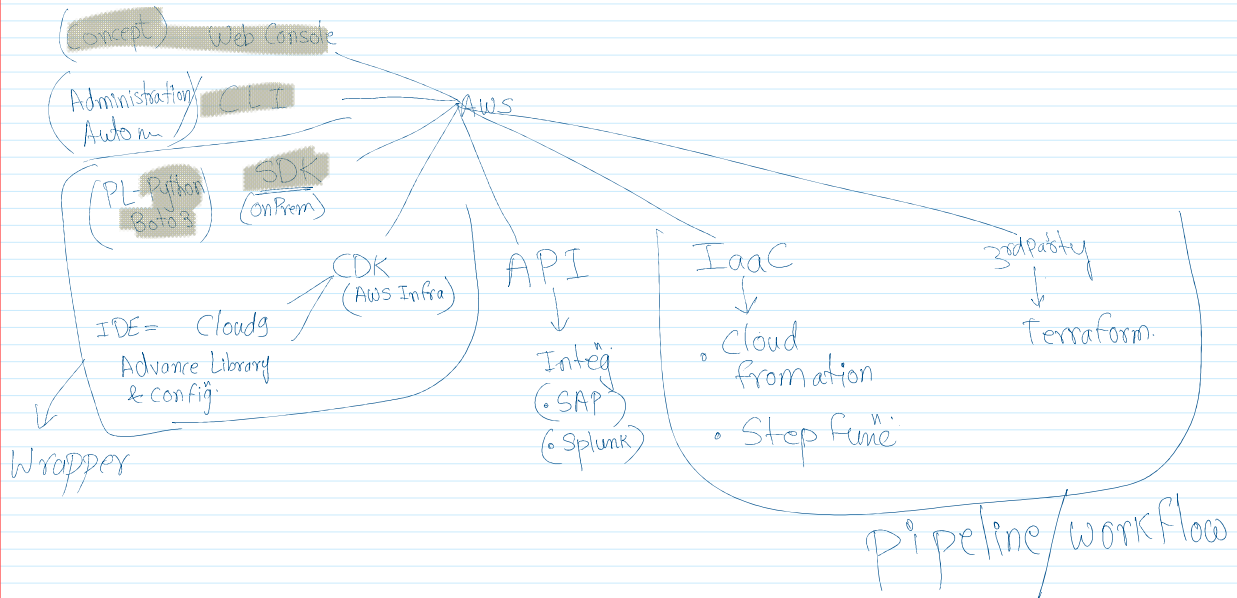 (Concept) Web Console
(Administration CLI
Autom)
AWS
(PL-Python SDK
Boto3) (OnPrem)
CDK
(AWS Infra)
IDE= Cloud9
Advance Library
& Confign.
Wrapper
API
Integn
(. SAP)
(. Splunk)
IaaC
. Cloud
fromation
. Step funcn.
3rdparty
Terraform.
pipeline/workflow